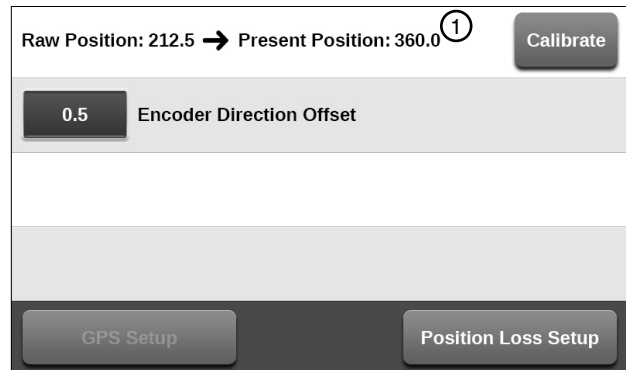 Raw Position: 212.5 → Present Position: 360.0 1 Calibrate
0.5 Encoder Direction Offset
GPS Setup Position Loss Setup